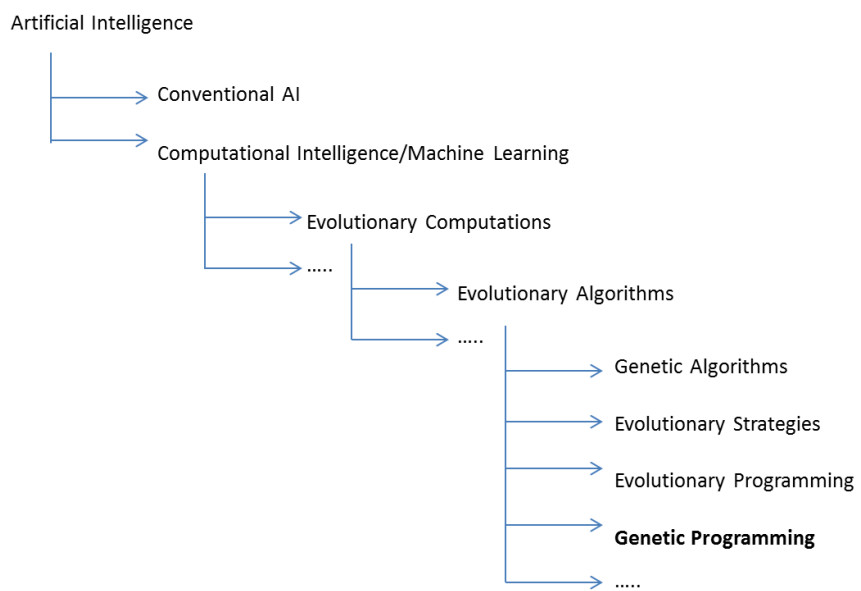 Artificial Intelligence
Conventional AI
Computational Intelligence/Machine Learning
Evolutionary Computations
.....
Evolutionary Algorithms
.....
Genetic Algorithms
Evolutionary Strategies
Evolutionary Programming
Genetic Programming
.....